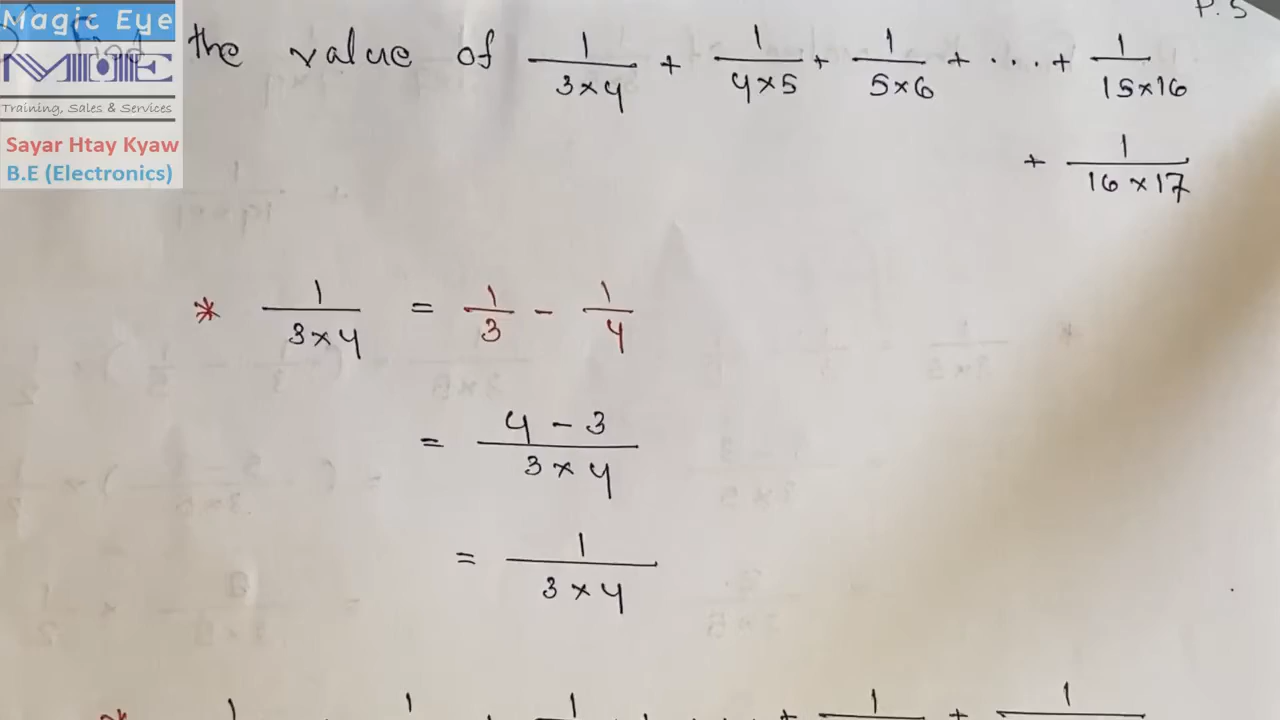 Magic Eye
MDE
Training, Sales & Services
Sayar Htay Kyaw
B.E (Electronics)
P.5
Find the value of 1/(3×4) + 1/(4×5) + 1/(5×6) + ... + 1/(15×16)
+ 1/(16×17)
* 1/(3×4) = 1/3 - 1/4
= (4 - 3)/(3×4)
= 1/(3×4)